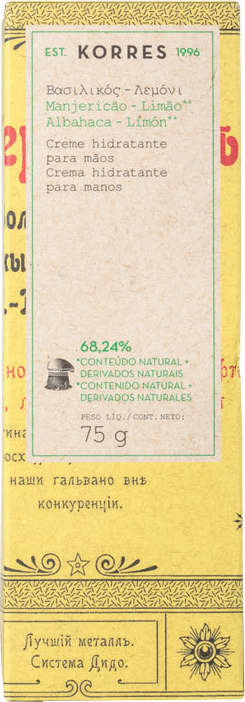 EST. KORRES 1996
Βασιλικός - Λεμόνι
Manjericão - Limão**
Albahaca - Límón**
Creme hidratante
para mãos
Crema hidratante
para manos
68,24%
*CONTEÚDO NATURAL +
DERIVADOS NATURAIS
*CONTENIDO NATURAL +
DERIVADOS NATURALES
PESO LÍQ./CONT. NETO:
75 g
наши гальвано внѣ
конкуренціи.
Лучшій металлъ.
Система Дидо.